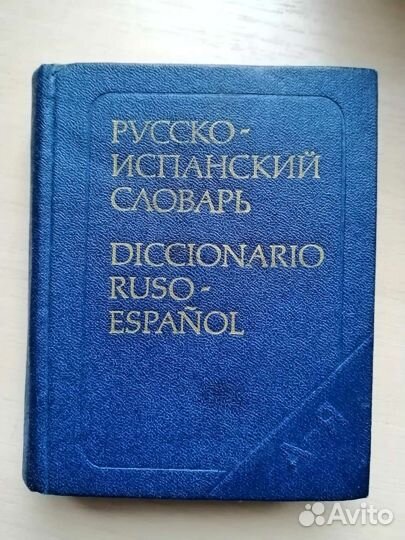 РУССКО-
ИСПАНСКИЙ
СЛОВАРЬ
DICCIONARIO
RUSO-
ESPAÑOL
А-Я
Avito